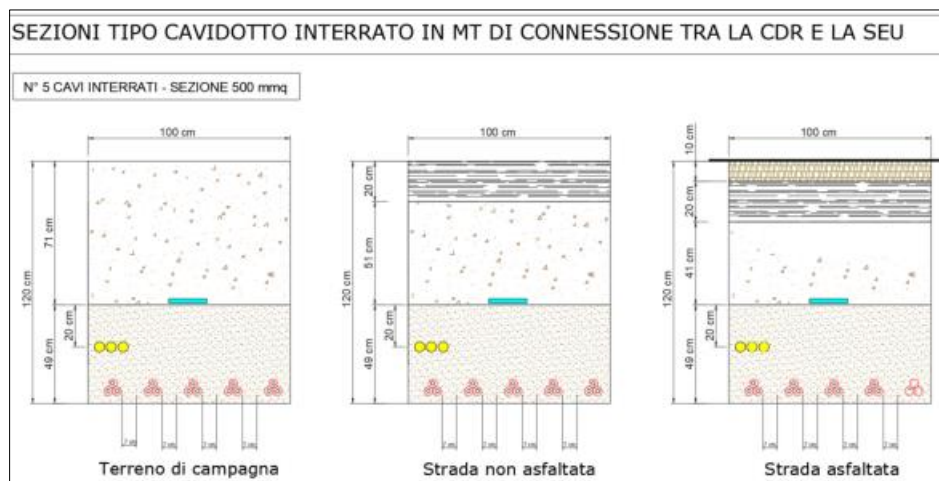 SEZIONI TIPO CAVIDOTTO INTERRATO IN MT DI CONNESSIONE TRA LA CDR E LA SEU
N° 5 CAVI INTERRATI - SEZIONE 500 mmq
100 cm
120 cm
71 cm
49 cm
20 cm
Terreno di campagna
100 cm
120 cm
20 cm
51 cm
49 cm
20 cm
Strada non asfaltata
100 cm
10 cm
120 cm
20 cm
41 cm
49 cm
20 cm
Strada asfaltata